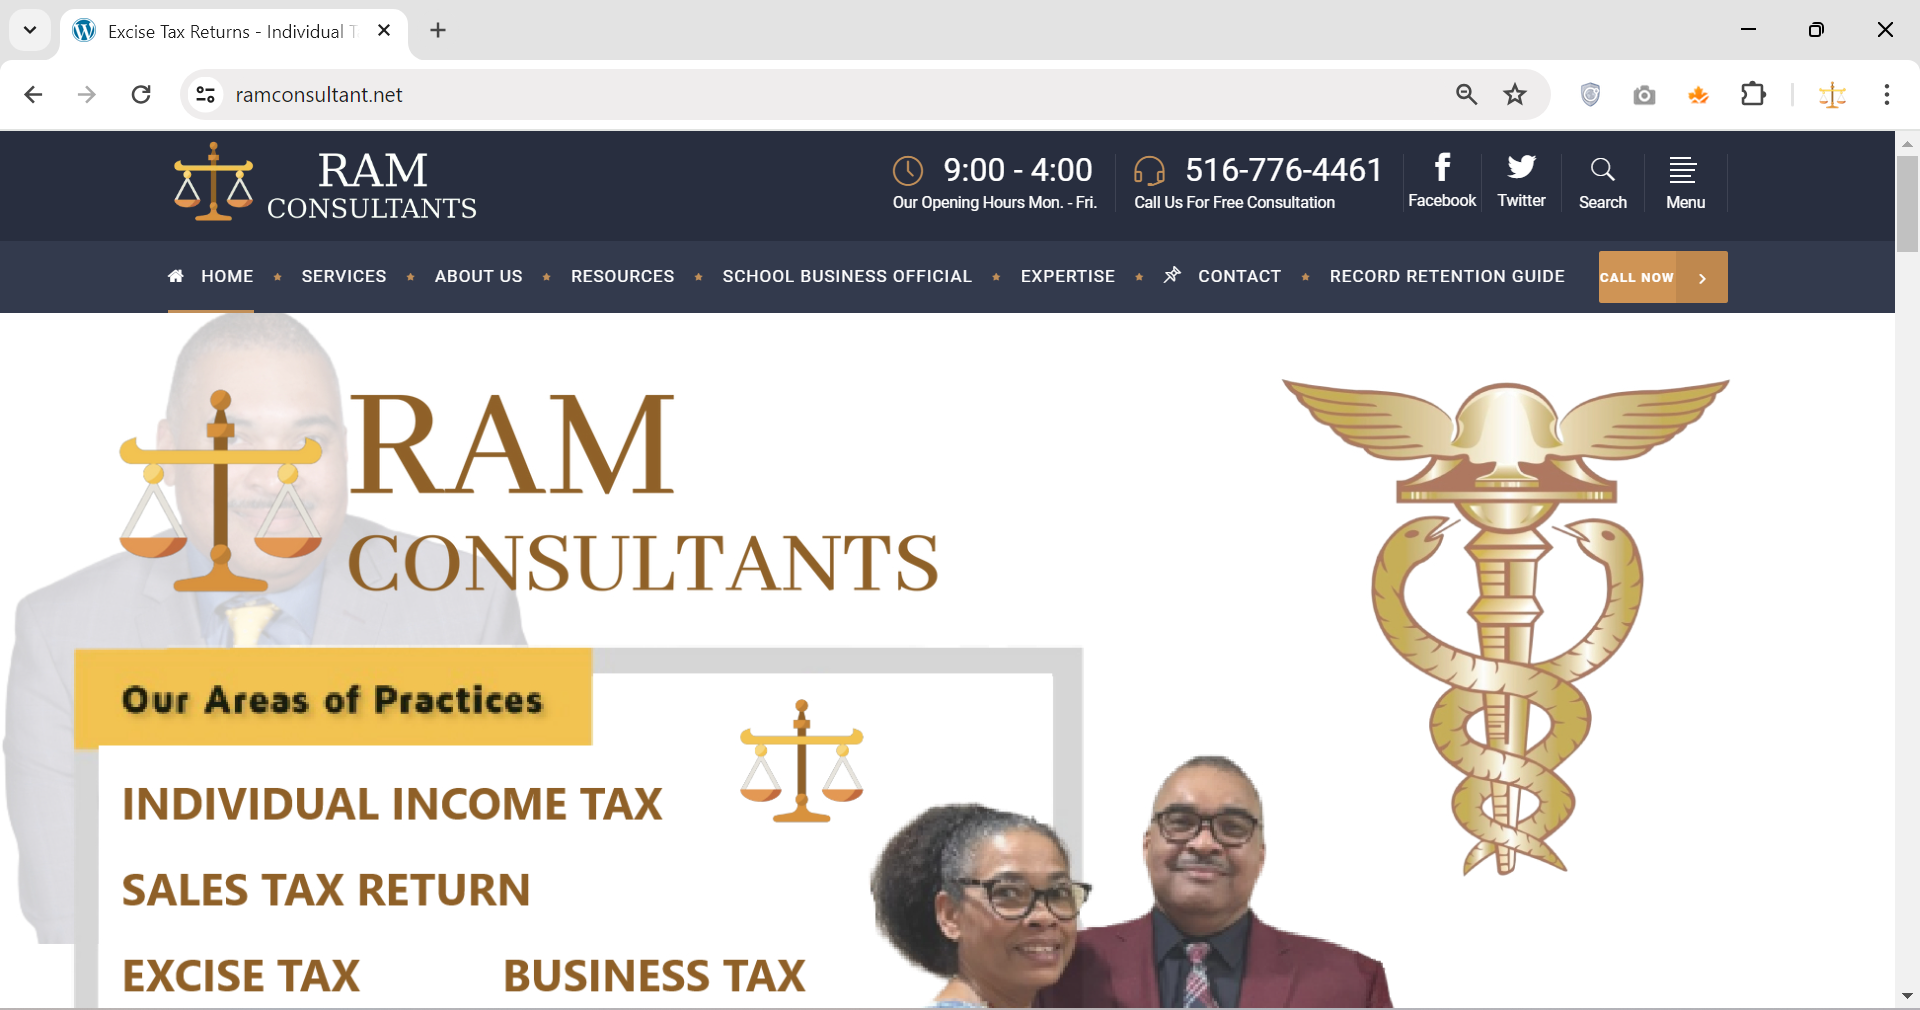 Excise Tax Returns - Individual
ramconsultant.net
RAM
CONSULTANTS
9:00 - 4:00
Our Opening Hours Mon. - Fri.
516-776-4461
Call Us For Free Consultation
Facebook
Twitter
Search
Menu
HOME
SERVICES
ABOUT US
RESOURCES
SCHOOL BUSINESS OFFICIAL
EXPERTISE
CONTACT
RECORD RETENTION GUIDE
CALL NOW
RAM
CONSULTANTS
Our Areas of Practices
INDIVIDUAL INCOME TAX
SALES TAX RETURN
EXCISE TAX
BUSINESS TAX